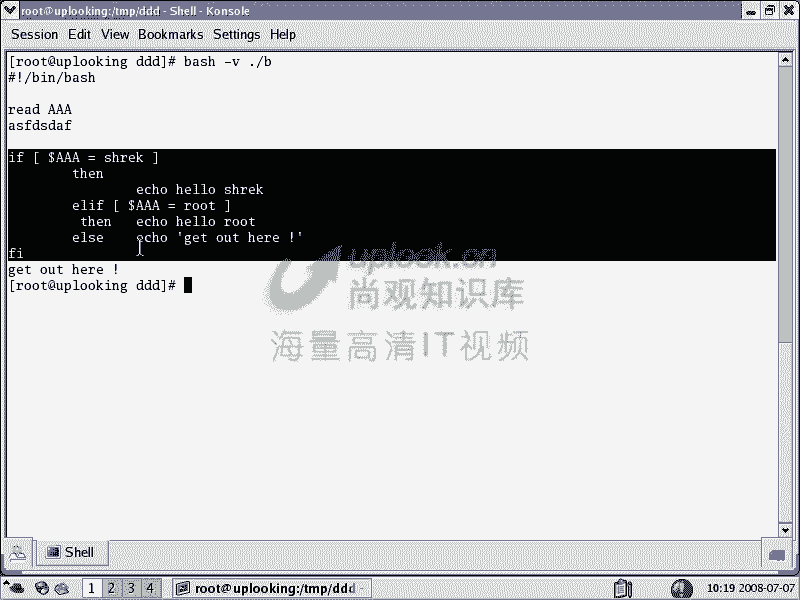 root@uplooking:/tmp/ddd - Shell - Konsole
Session Edit View Bookmarks Settings Help
[root@uplooking ddd]# bash -v ./b
#!/bin/bash
read AAA
asfdsdaf
if [ $AAA = shrek ]
then
echo hello shrek
elif [ $AAA = root ]
then echo hello root
else echo 'get out here !'
fi
get out here !
[root@uplooking ddd]#
uplook.cn
尚观知识库
海量高清IT视频
Shell
1 2 3 4 root@uplooking:/tmp/ddd 10:19 2008-07-07